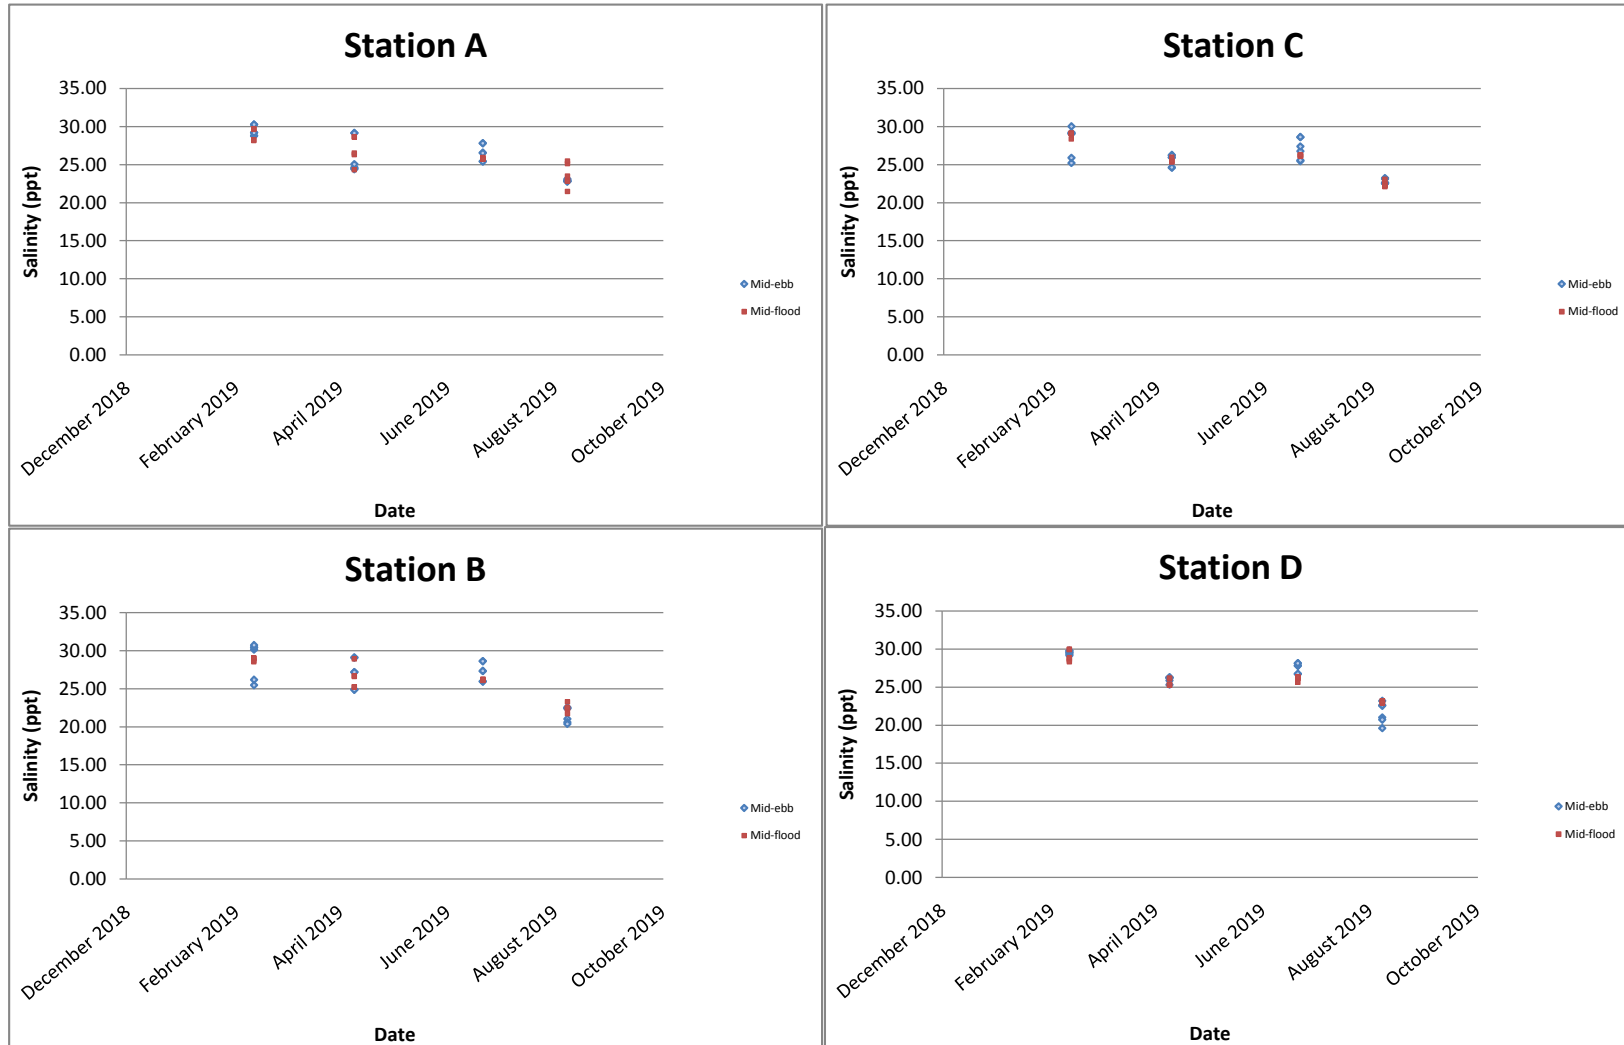 Station A
35.00
30.00
25.00
20.00
15.00
10.00
5.00
0.00
Salinity (ppt)
December 2018
February 2019
April 2019
June 2019
August 2019
October 2019
Date
Mid-ebb
Mid-flood
Station C
35.00
30.00
25.00
20.00
15.00
10.00
5.00
0.00
Salinity (ppt)
December 2018
February 2019
April 2019
June 2019
August 2019
October 2019
Date
Mid-ebb
Mid-flood
Station B
35.00
30.00
25.00
20.00
15.00
10.00
5.00
0.00
Salinity (ppt)
December 2018
February 2019
April 2019
June 2019
August 2019
October 2019
Date
Mid-ebb
Mid-flood
Station D
35.00
30.00
25.00
20.00
15.00
10.00
5.00
0.00
Salinity (ppt)
December 2018
February 2019
April 2019
June 2019
August 2019
October 2019
Date
Mid-ebb
Mid-flood